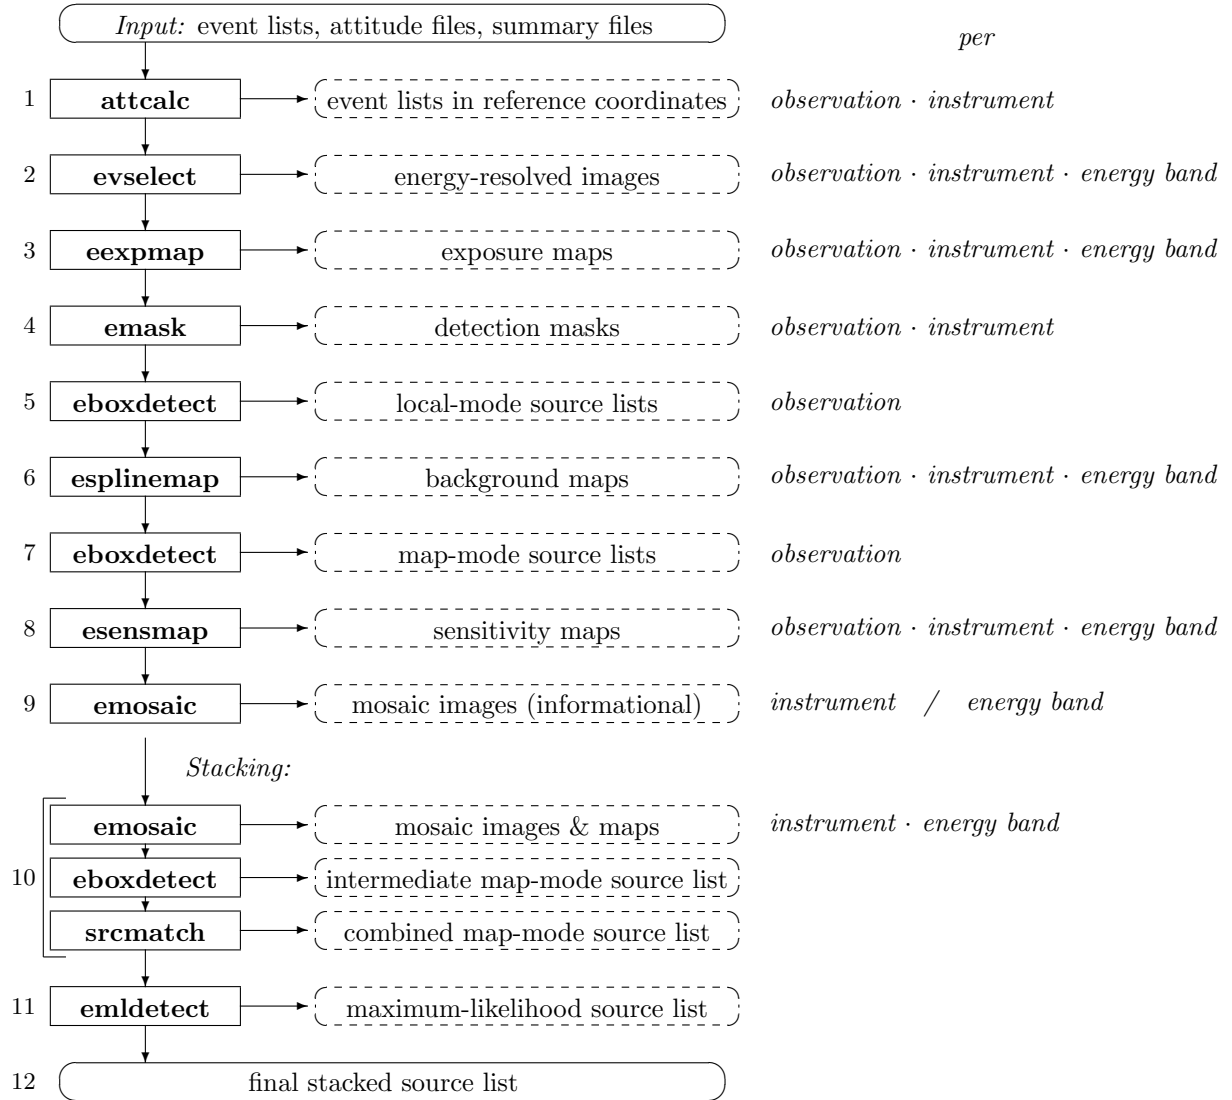 Input: event lists, attitude files, summary files
per
1 attcalc event lists in reference coordinates observation · instrument
2 evselect energy-resolved images observation · instrument · energy band
3 eexpmap exposure maps observation · instrument · energy band
4 emask detection masks observation · instrument
5 eboxdetect local-mode source lists observation
6 esplinemap background maps observation · instrument · energy band
7 eboxdetect map-mode source lists observation
8 esensmap sensitivity maps observation · instrument · energy band
9 emosaic mosaic images (informational) instrument / energy band
Stacking:
emosaic mosaic images & maps instrument · energy band
10 eboxdetect intermediate map-mode source list
srcmatch combined map-mode source list
11 emldetect maximum-likelihood source list
12 final stacked source list